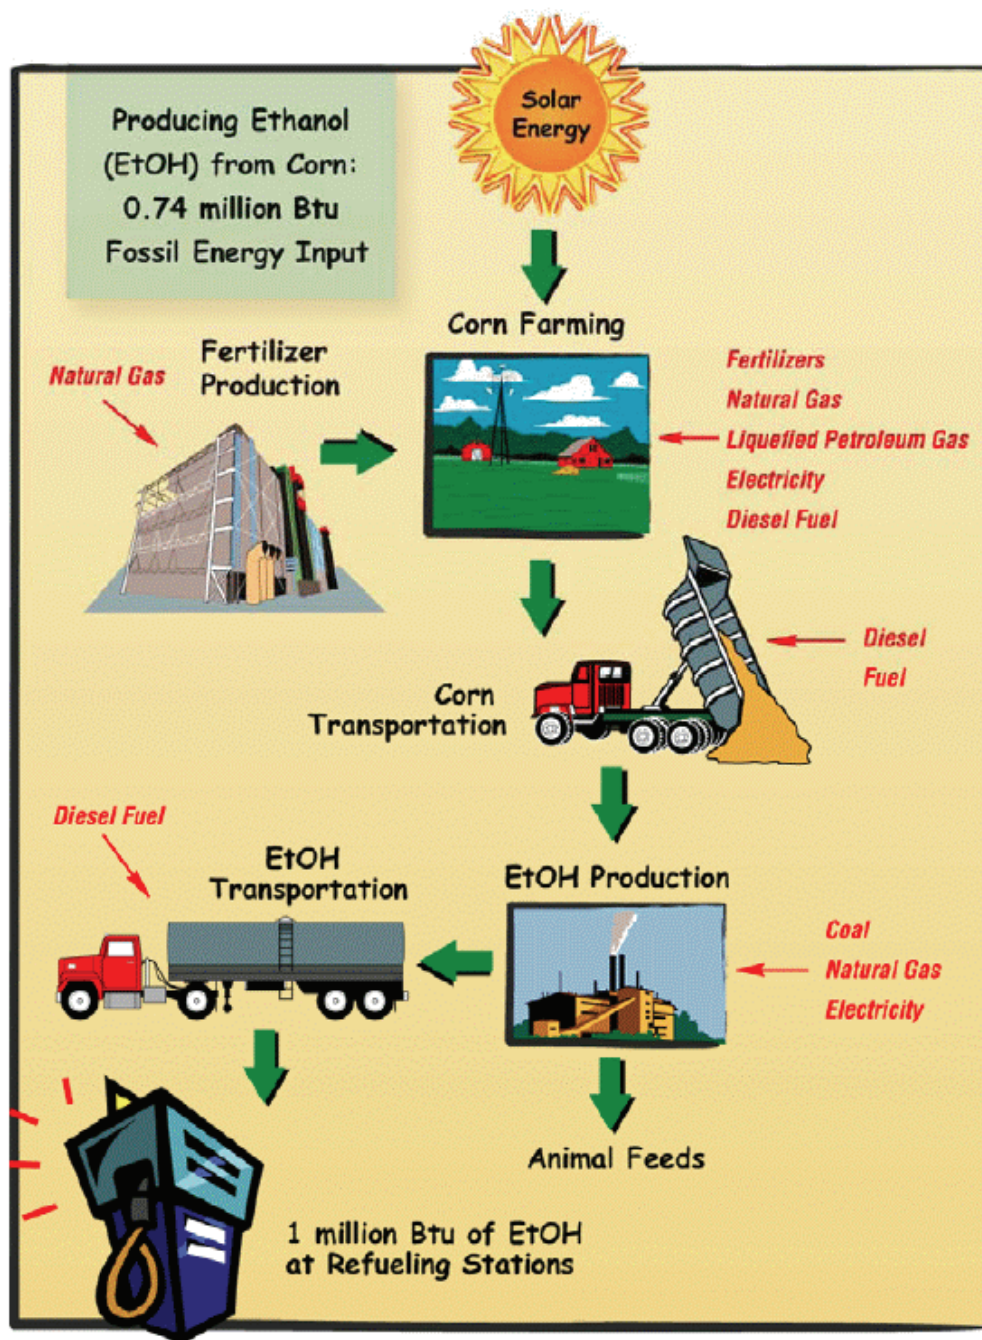 Solar
Energy
Producing Ethanol
(EtOH) from Corn:
0.74 million Btu
Fossil Energy Input
Corn Farming
Fertilizer
Production
Natural Gas
Fertilizers
Natural Gas
Liquefied Petroleum Gas
Electricity
Diesel Fuel
Diesel
Fuel
Corn
Transportation
Diesel Fuel
EtOH
Transportation
EtOH Production
Coal
Natural Gas
Electricity
Animal Feeds
1 million Btu of EtOH
at Refueling Stations